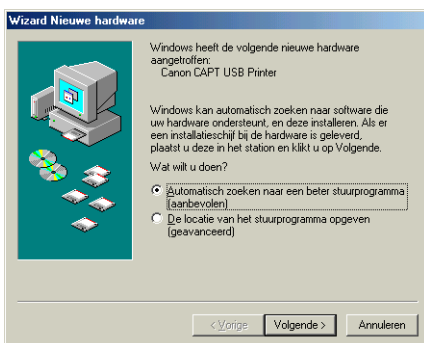 Wizard Nieuwe hardware
Windows heeft de volgende nieuwe hardware
aangetroffen:
Canon CAPT USB Printer
Windows kan automatisch zoeken naar software die
uw hardware ondersteunt, en deze installeren. Als er
een installatieschijf bij de hardware is geleverd,
plaatst u deze in het station en klikt u op Volgende.
Wat wilt u doen?
Automatisch zoeken naar een beter stuurprogramma
(aanbevolen)
De locatie van het stuurprogramma opgeven
(geavanceerd)
< Vorige Volgende > Annuleren